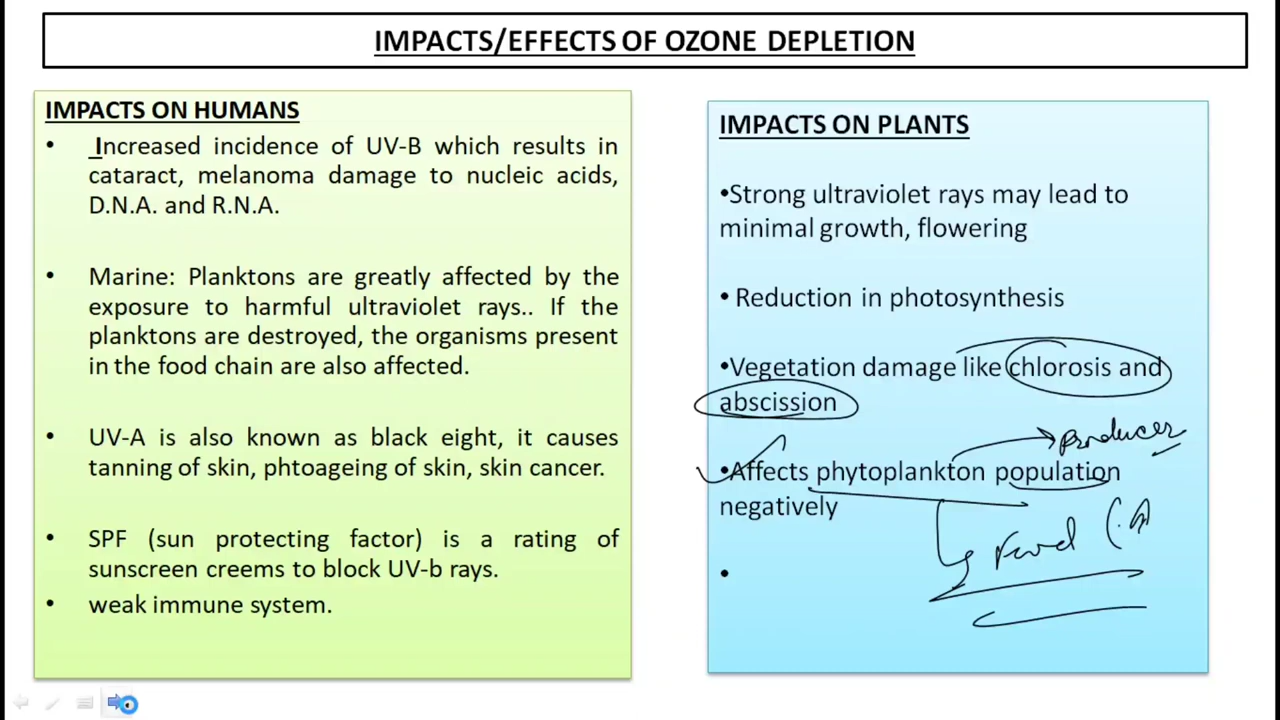 IMPACTS/EFFECTS OF OZONE DEPLETION
IMPACTS ON HUMANS
• Increased incidence of UV-B which results in
cataract, melanoma damage to nucleic acids,
D.N.A. and R.N.A.
• Marine: Planktons are greatly affected by the
exposure to harmful ultraviolet rays.. If the
planktons are destroyed, the organisms present
in the food chain are also affected.
• UV-A is also known as black eight, it causes
tanning of skin, phtoageing of skin, skin cancer.
• SPF (sun protecting factor) is a rating of
sunscreen creems to block UV-b rays.
• weak immune system.
IMPACTS ON PLANTS
•Strong ultraviolet rays may lead to
minimal growth, flowering
• Reduction in photosynthesis
•Vegetation damage like chlorosis and
abscission
producer
•Affects phytoplankton population
negatively
•